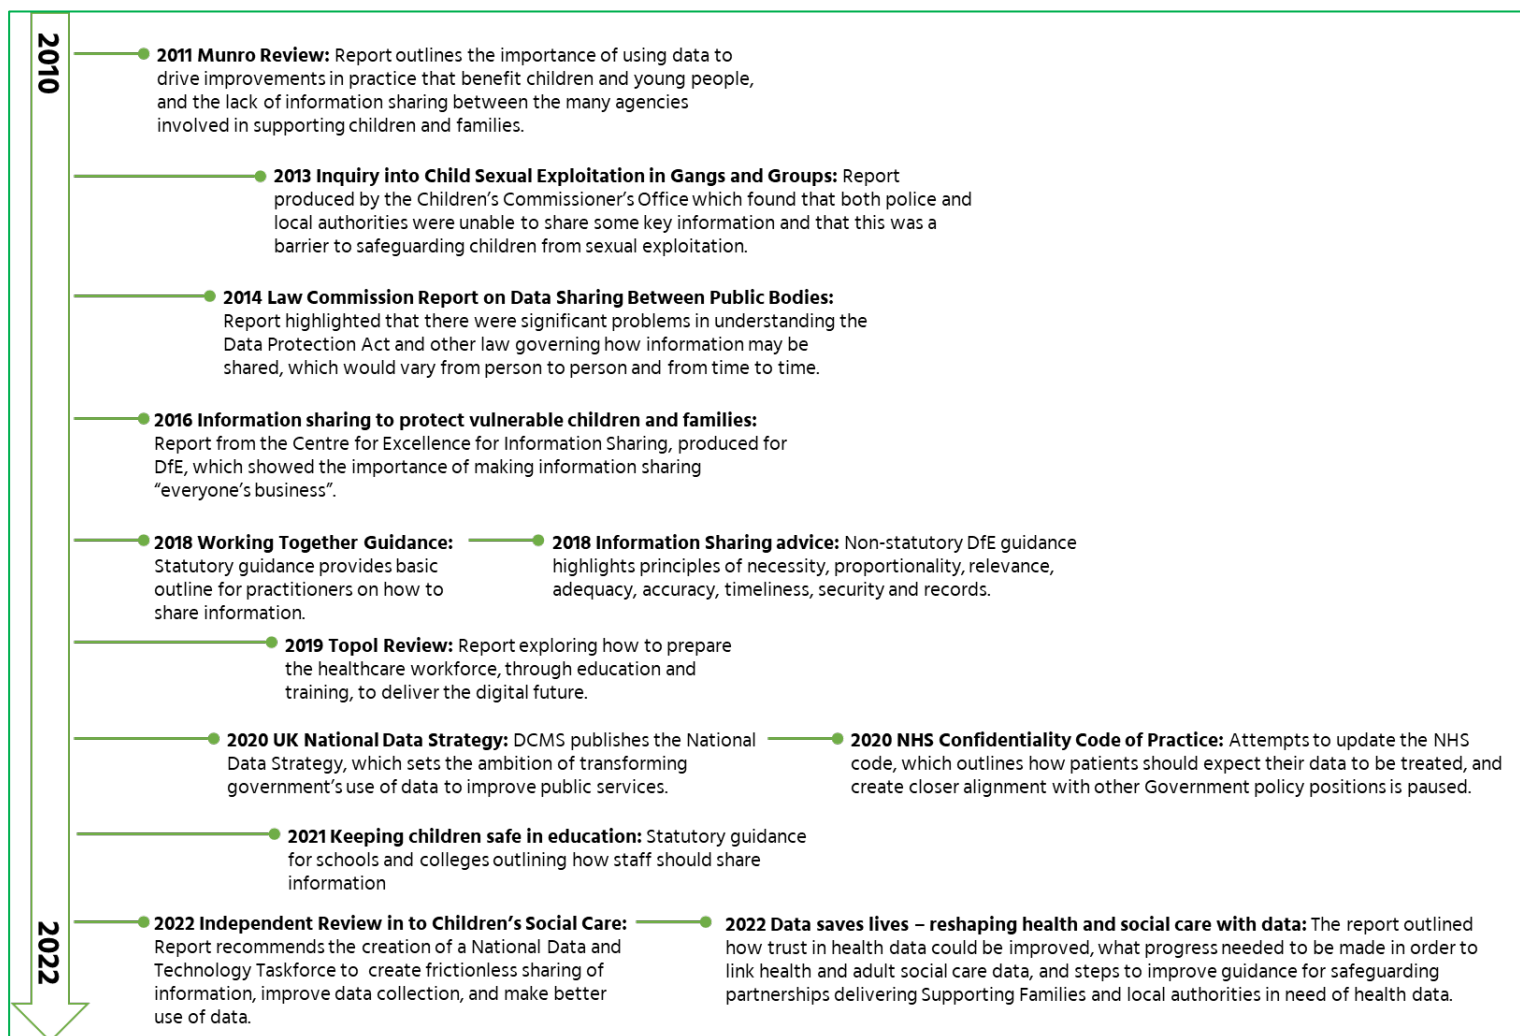 2010
2011 Munro Review: Report outlines the importance of using data to
drive improvements in practice that benefit children and young people,
and the lack of information sharing between the many agencies
involved in supporting children and families.
2013 Inquiry into Child Sexual Exploitation in Gangs and Groups: Report
produced by the Children's Commissioner's Office which found that both police and
local authorities were unable to share some key information and that this was a
barrier to safeguarding children from sexual exploitation.
2014 Law Commission Report on Data Sharing Between Public Bodies:
Report highlighted that there were significant problems in understanding the
Data Protection Act and other law governing how information may be
shared, which would vary from person to person and from time to time.
2016 Information sharing to protect vulnerable children and families:
Report from the Centre for Excellence for Information Sharing, produced for
DfE, which showed the importance of making information sharing
“everyone's business”.
2018 Working Together Guidance:
Statutory guidance provides basic
outline for practitioners on how to
share information.
2018 Information Sharing advice: Non-statutory DfE guidance
highlights principles of necessity, proportionality, relevance,
adequacy, accuracy, timeliness, security and records.
2019 Topol Review: Report exploring how to prepare
the healthcare workforce, through education and
training, to deliver the digital future.
2020 UK National Data Strategy: DCMS publishes the National
Data Strategy, which sets the ambition of transforming
government's use of data to improve public services.
2020 NHS Confidentiality Code of Practice: Attempts to update the NHS
code, which outlines how patients should expect their data to be treated, and
create closer alignment with other Government policy positions is paused.
2021 Keeping children safe in education: Statutory guidance
for schools and colleges outlining how staff should share
information
2022
2022 Independent Review in to Children's Social Care:
Report recommends the creation of a National Data and
Technology Taskforce to create frictionless sharing of
information, improve data collection, and make better
use of data.
2022 Data saves lives – reshaping health and social care with data: The report outlined
how trust in health data could be improved, what progress needed to be made in order to
link health and adult social care data, and steps to improve guidance for safeguarding
partnerships delivering Supporting Families and local authorities in need of health data.